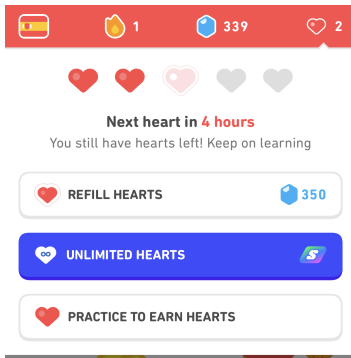 1
339
2
Next heart in 4 hours
You still have hearts left! Keep on learning
REFILL HEARTS
350
UNLIMITED HEARTS
S
PRACTICE TO EARN HEARTS